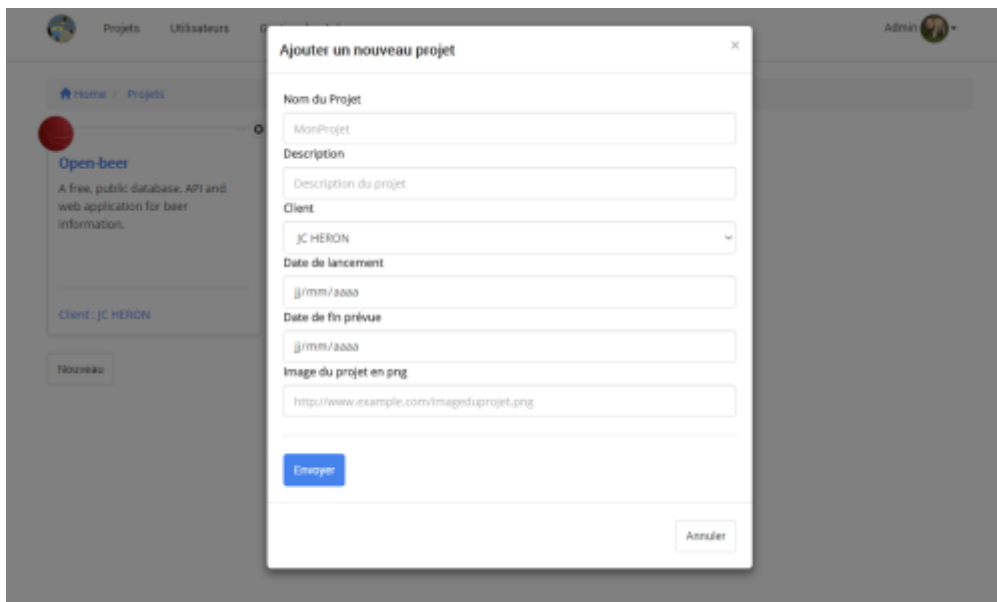 Projets Utilisateurs
Admin
Ajouter un nouveau projet
×
Home / Projets
Open-beer
A free, public database, API and
web application for beer
information.
Client : JC HERON
Nouveau
Nom du Projet
MonProjet
Description
Description du projet
Client
JC HERON
Date de lancement
jj/mm/aaaa
Date de fin prévue
jj/mm/aaaa
Image du projet en png
http://www.example.com/imageduprojet.png
Envoyer
Annuler